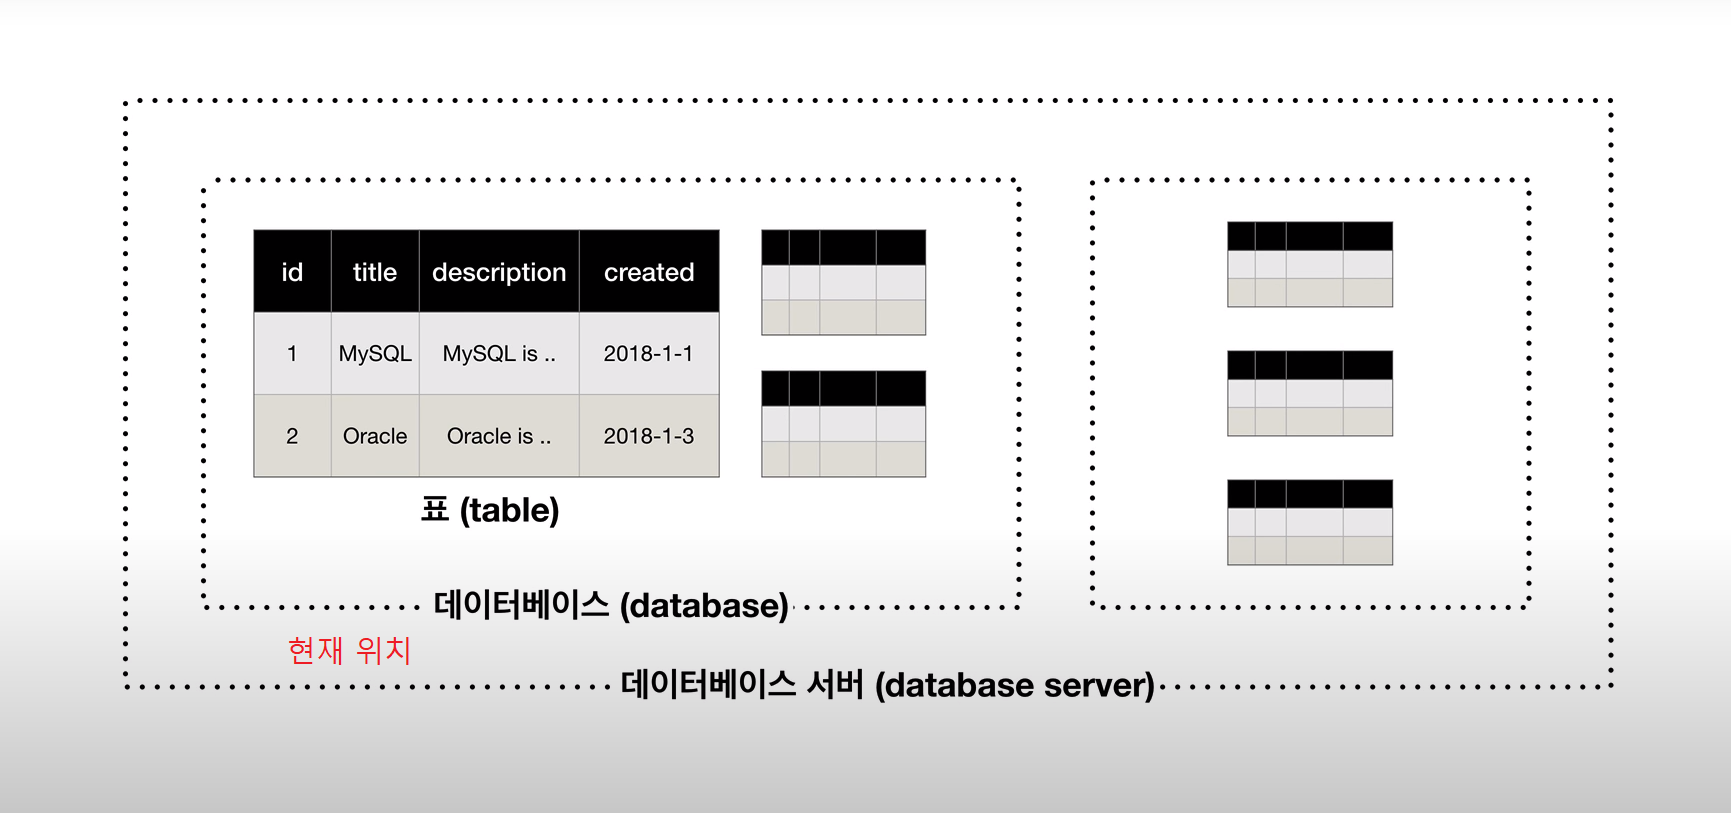 id title description created
1 MySQL MySQL is .. 2018-1-1
2 Oracle Oracle is .. 2018-1-3
표 (table)
데이터베이스 (database)
현재 위치
데이터베이스 서버 (database server)